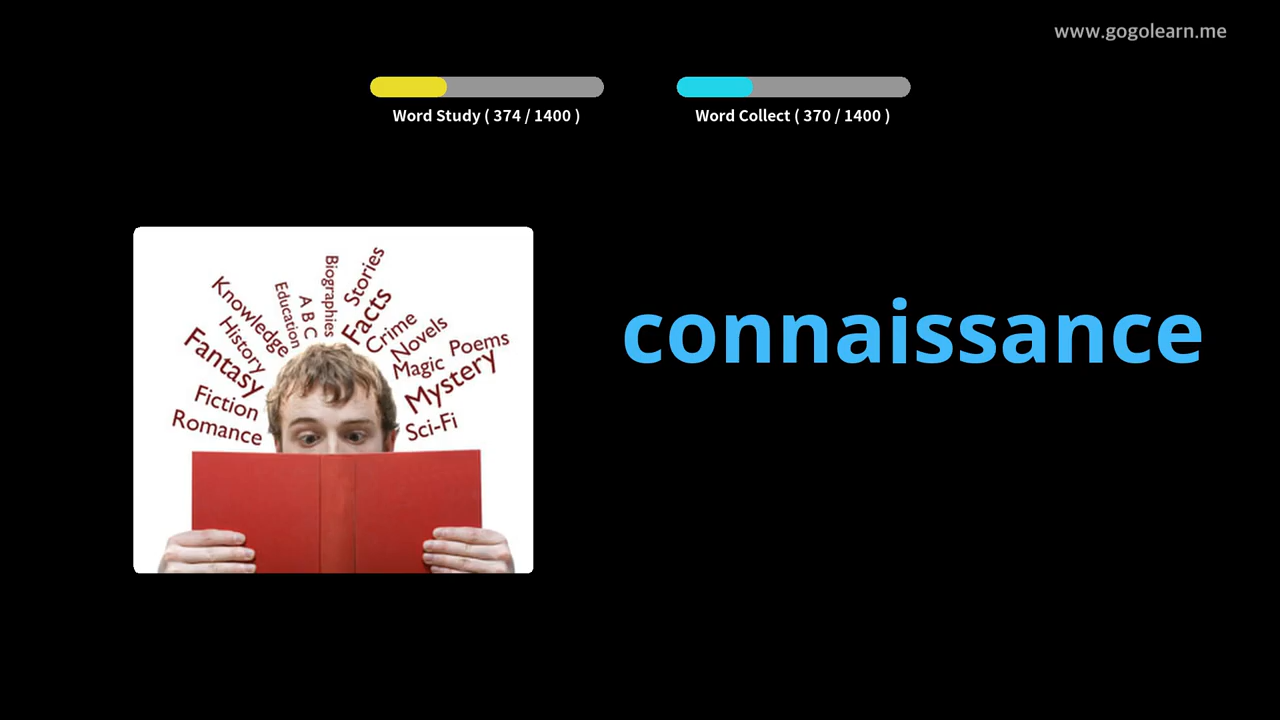 www.gogolearn.me
Word Study ( 374 / 1400 )
Word Collect ( 370 / 1400 )
connaissance
Biographies
Stories
Education
A B C
Facts
Knowledge
Crime
History
Novels
Fantasy
Magic
Poems
Mystery
Fiction
Romance
Sci-Fi